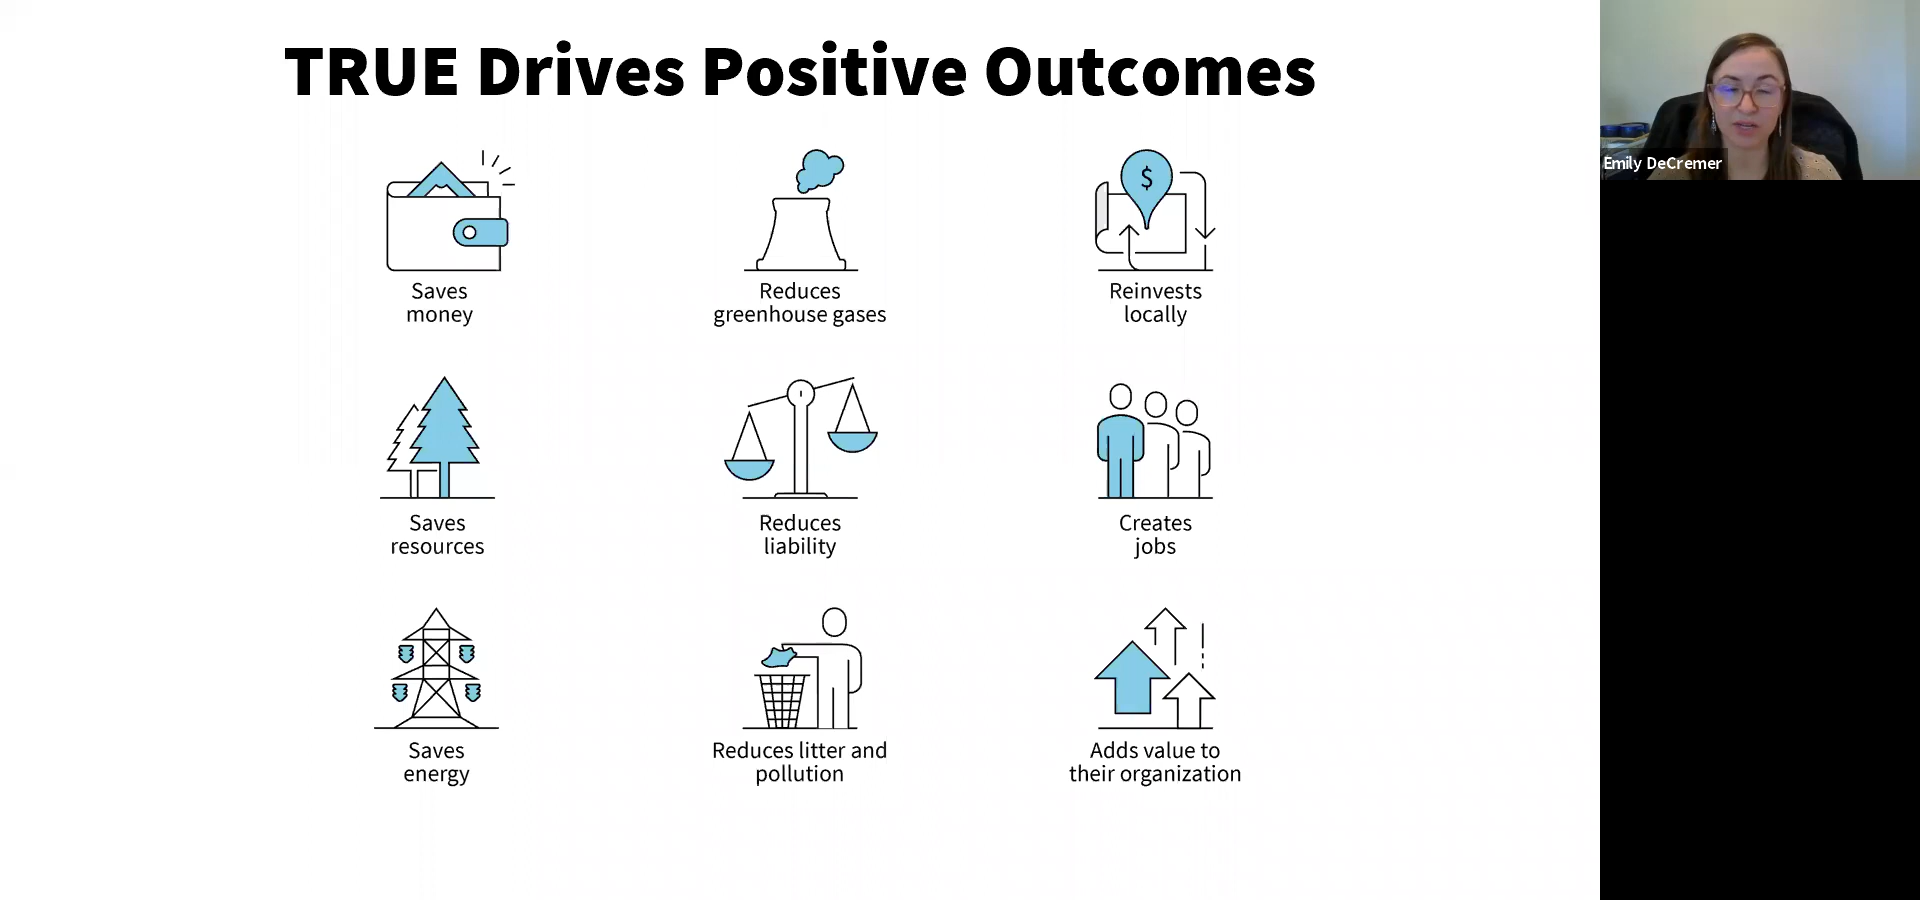 TRUE Drives Positive Outcomes
Emily DeCremer
$
Saves
money
Reduces
greenhouse gases
Reinvests
locally
Saves
resources
Reduces
liability
Creates
jobs
Saves
energy
Reduces litter and
pollution
Adds value to
their organization